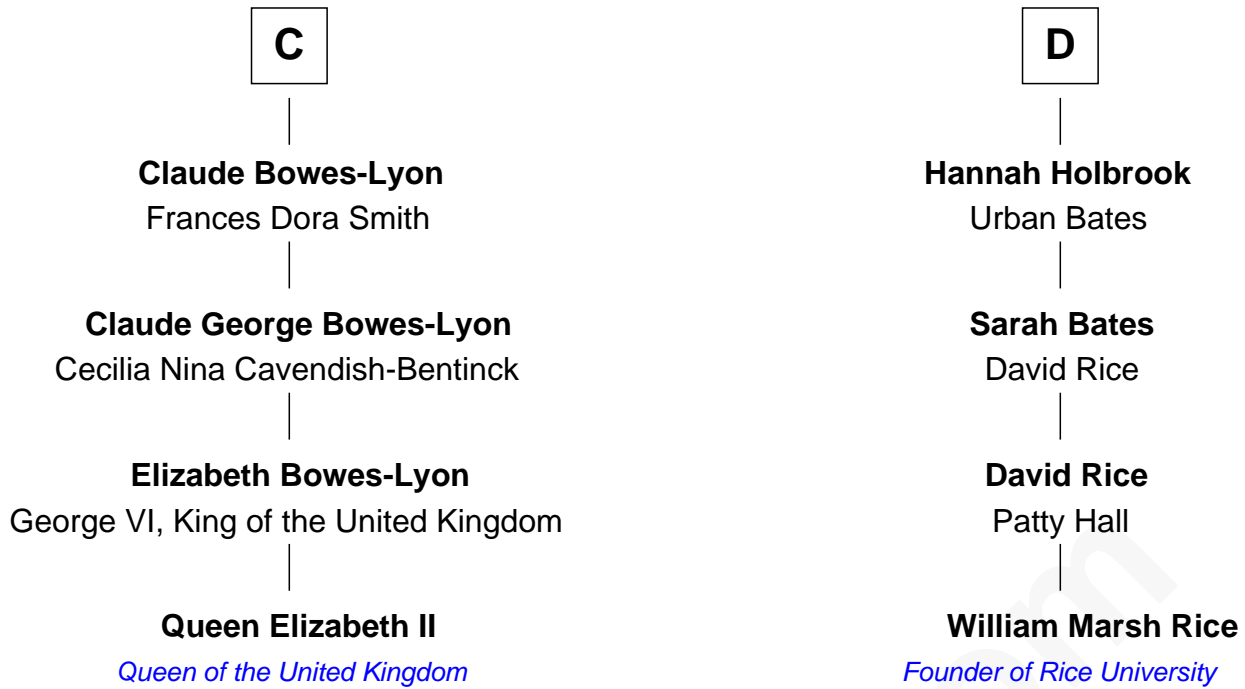 C
Claude Bowes-Lyon
Frances Dora Smith
Claude George Bowes-Lyon
Cecilia Nina Cavendish-Bentinck
Elizabeth Bowes-Lyon
George VI, King of the United Kingdom
Queen Elizabeth II
Queen of the United Kingdom
D
Hannah Holbrook
Urban Bates
Sarah Bates
David Rice
David Rice
Patty Hall
William Marsh Rice
Founder of Rice University